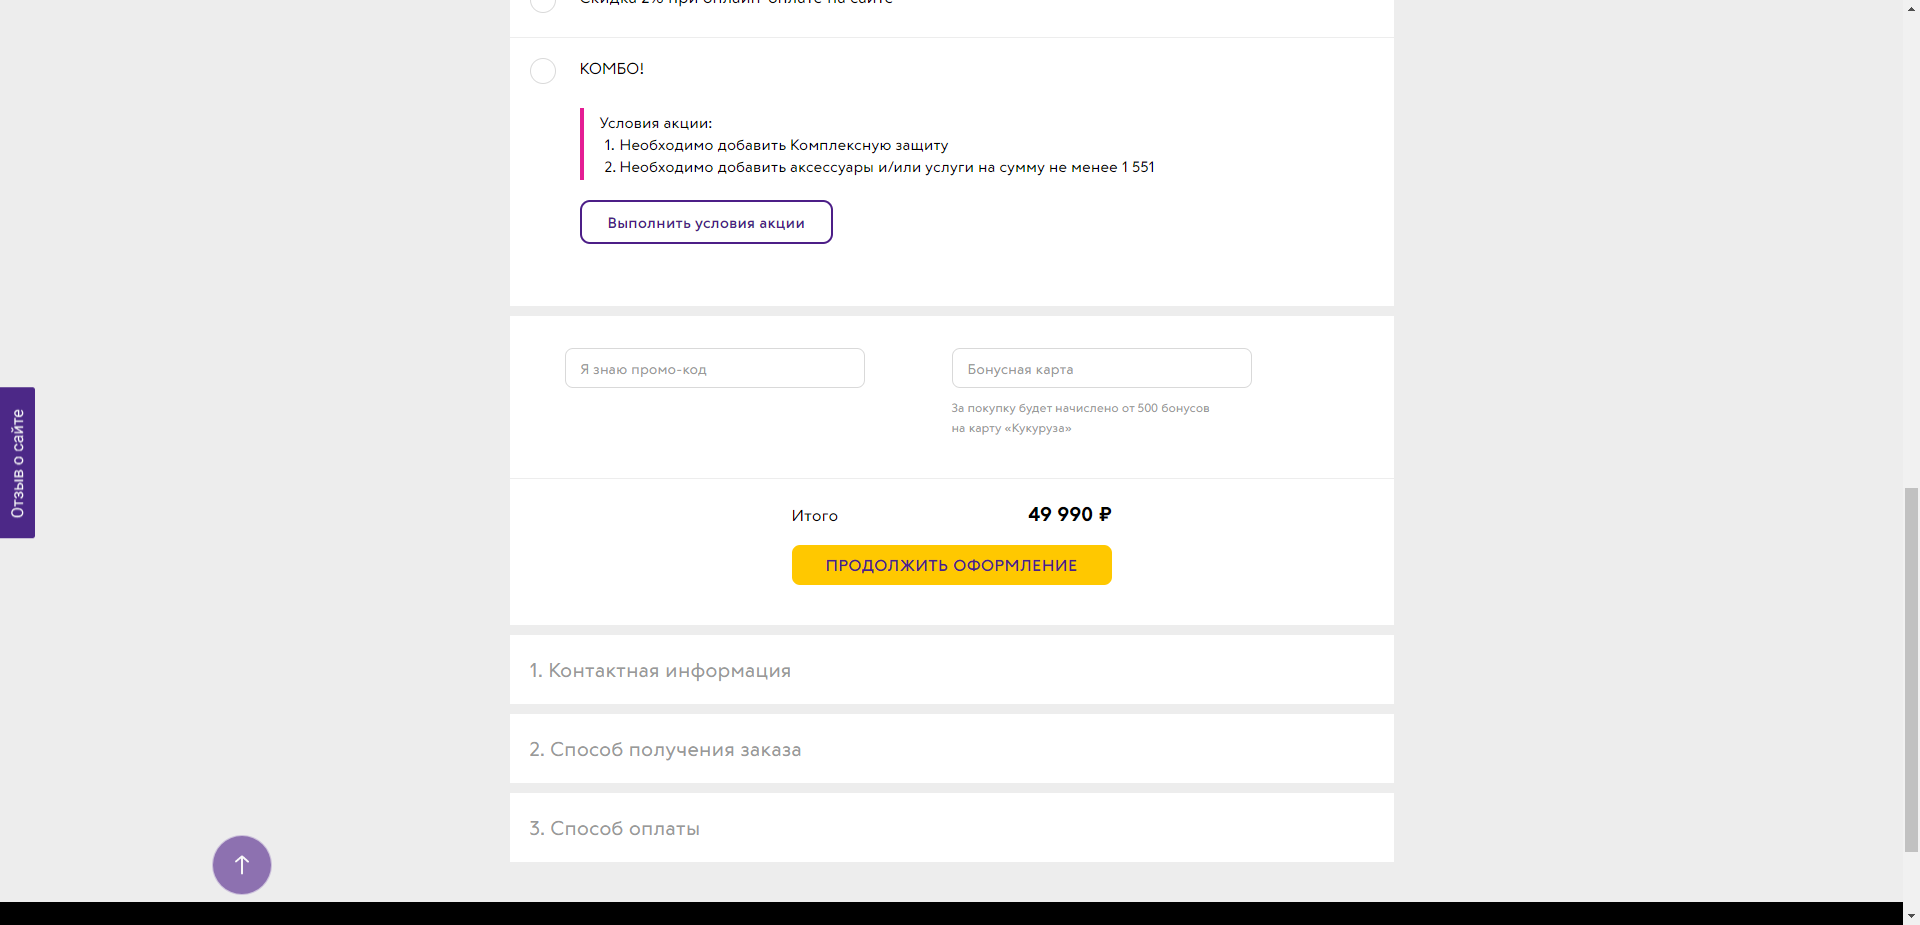 Скидка 2% при онлайн-оплате на сайте
КОМБО!
Условия акции:
1. Необходимо добавить Комплексную защиту
2. Необходимо добавить аксессуары и/или услуги на сумму не менее 1 551
Выполнить условия акции
Я знаю промо-код
Бонусная карта
За покупку будет начислено от 500 бонусов
на карту «Кукуруза»
Отзыв о сайте
Итого
49 990 ₽
ПРОДОЛЖИТЬ ОФОРМЛЕНИЕ
1. Контактная информация
2. Способ получения заказа
3. Способ оплаты